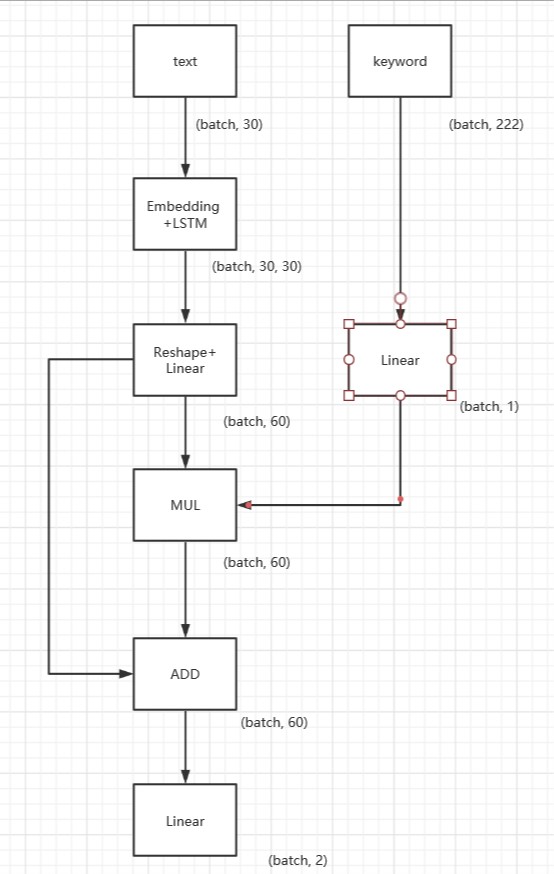 text
keyword
(batch, 30)
(batch, 222)
Embedding
+LSTM
(batch, 30, 30)
Reshape+
Linear
Linear
(batch, 1)
(batch, 60)
MUL
(batch, 60)
ADD
(batch, 60)
Linear
(batch, 2)